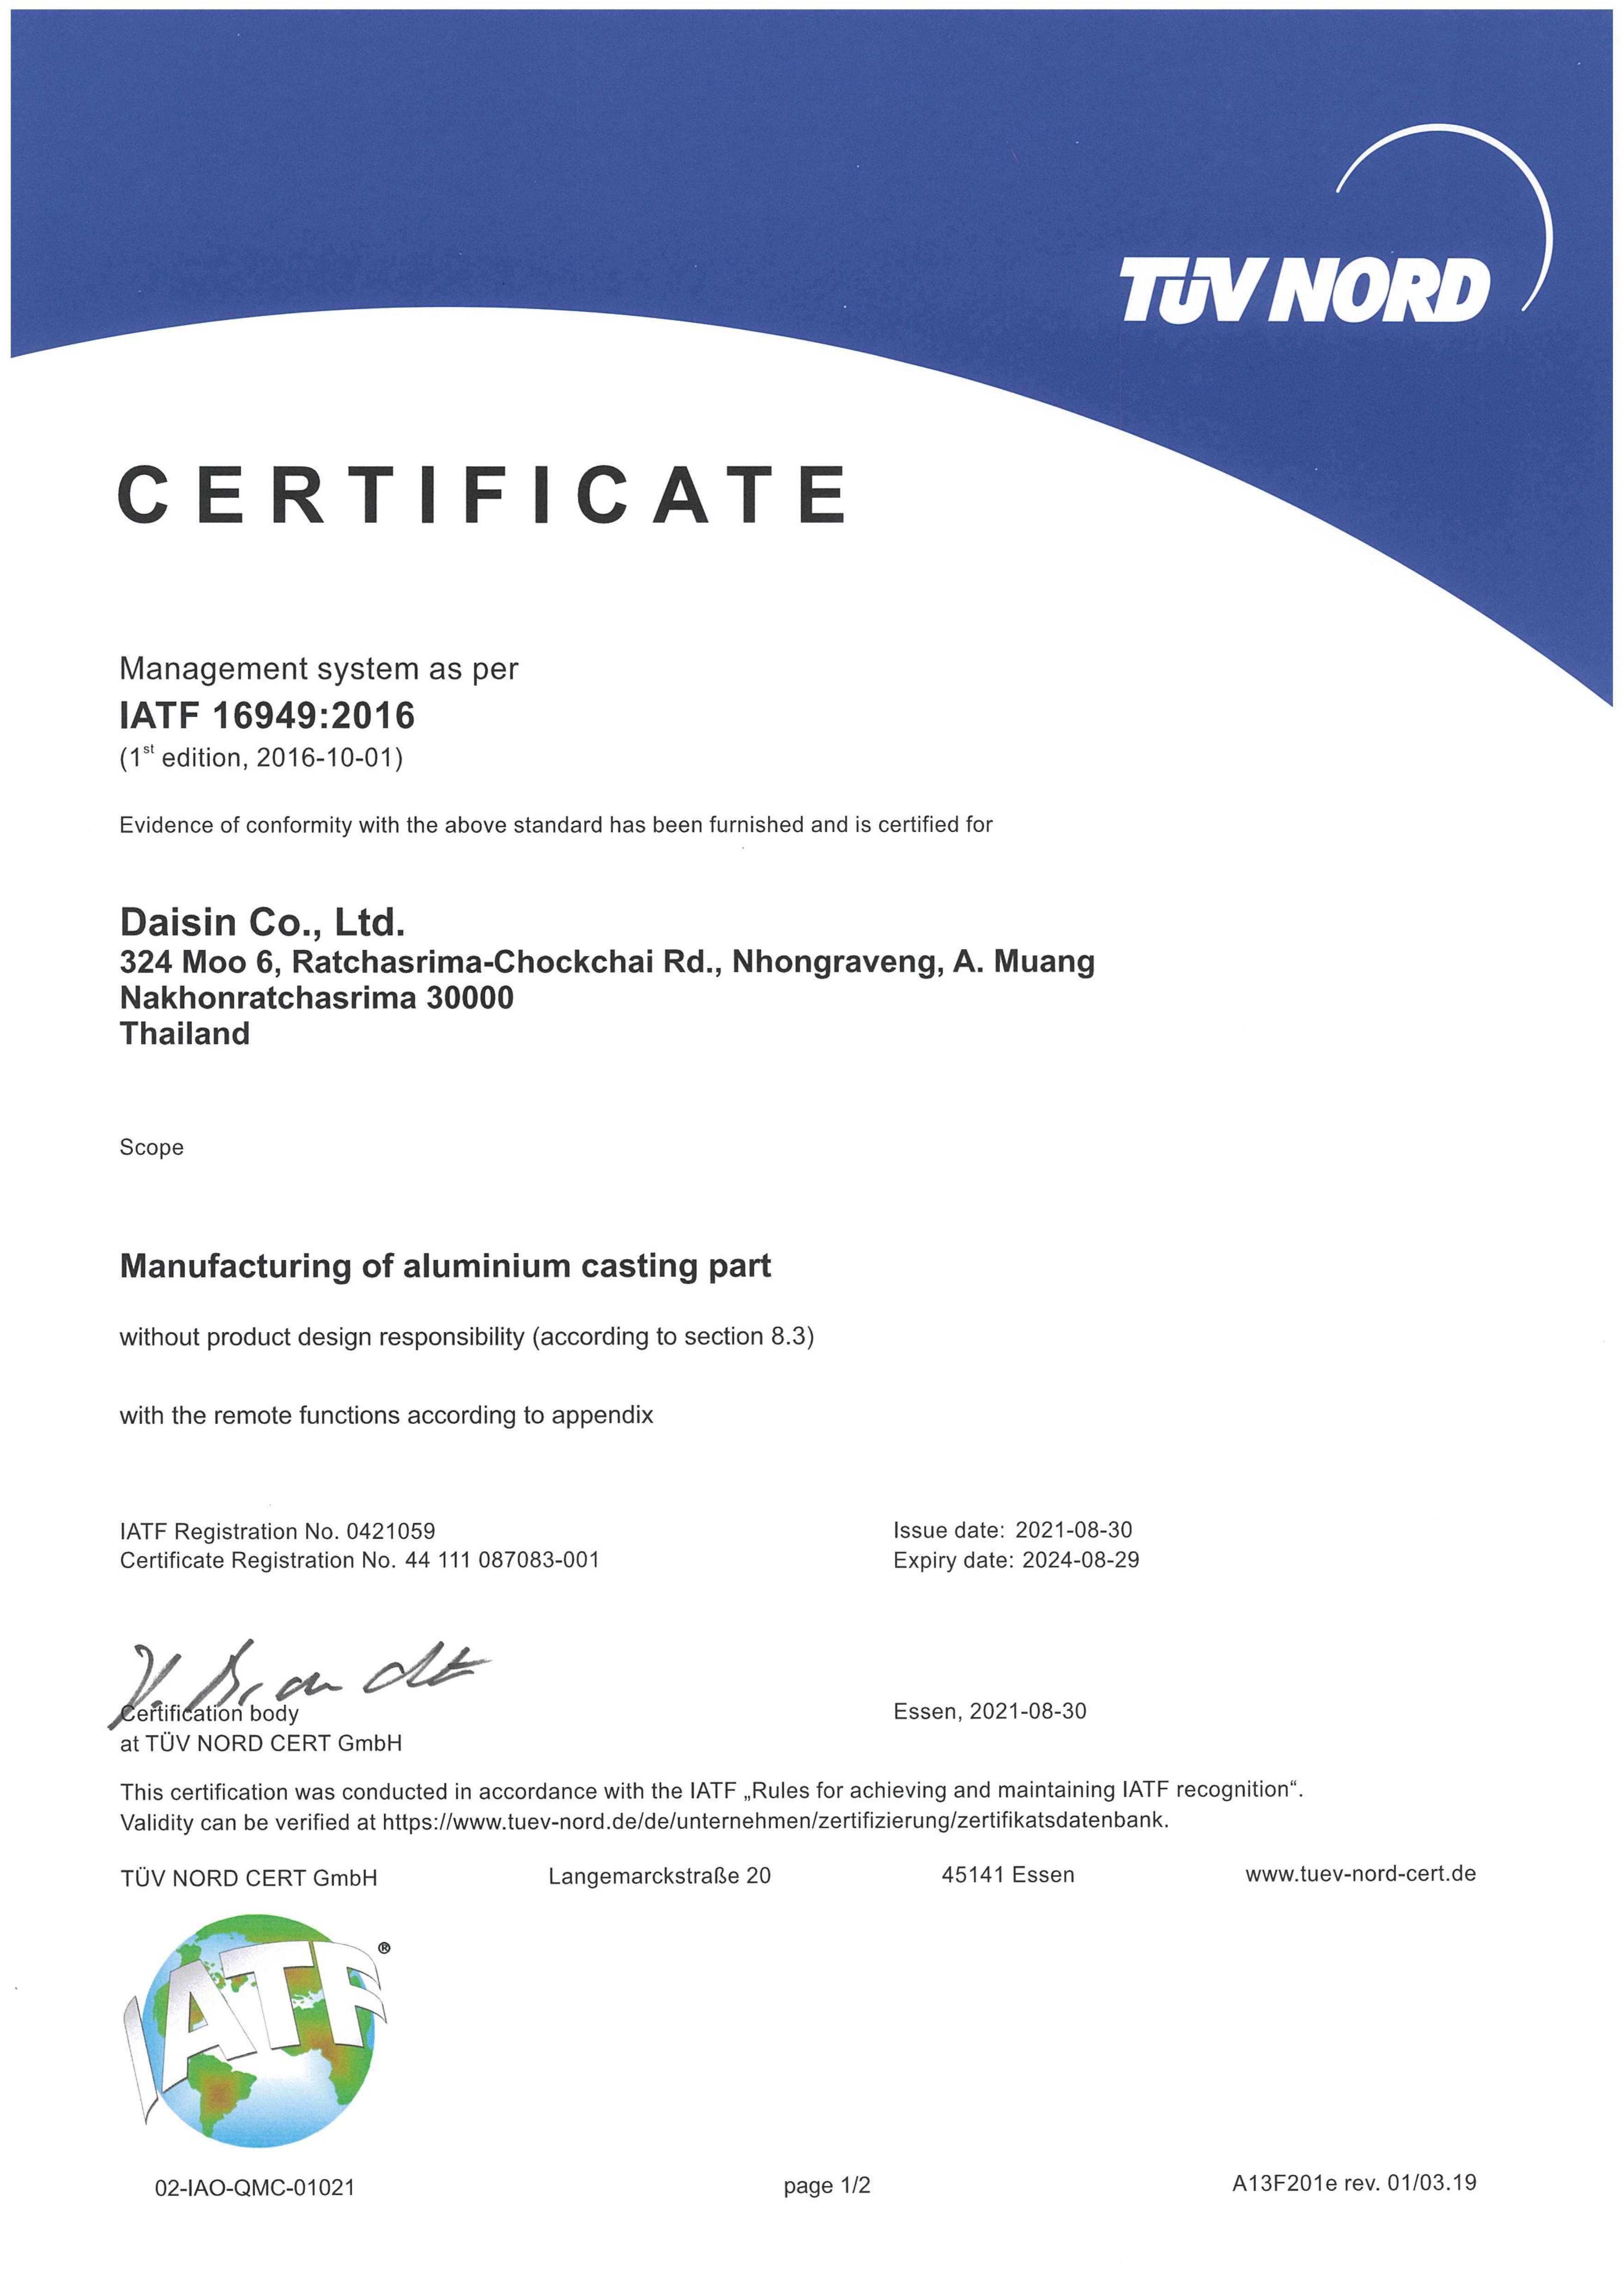 TÜV NORD
CERTIFICATE
Management system as per
IATF 16949:2016
(1st edition, 2016-10-01)
Evidence of conformity with the above standard has been furnished and is certified for
Daisin Co., Ltd.
324 Moo 6, Ratchasrima-Chockchai Rd., Nhongraveng, A. Muang
Nakhonratchasrima 30000
Thailand
Scope
Manufacturing of aluminium casting part
without product design responsibility (according to section 8.3)
with the remote functions according to appendix
IATF Registration No. 0421059
Certificate Registration No. 44 111 087083-001
Issue date: 2021-08-30
Expiry date: 2024-08-29
Certification body
at TÜV NORD CERT GmbH
Essen, 2021-08-30
This certification was conducted in accordance with the IATF „Rules for achieving and maintaining IATF recognition“.
Validity can be verified at https://www.tuev-nord.de/de/unternehmen/zertifizierung/zertifikatsdatenbank.
TÜV NORD CERT GmbH Langemarckstraße 20 45141 Essen www.tuev-nord-cert.de
IATF ®
02-IAO-QMC-01021 page 1/2 A13F201e rev. 01/03.19